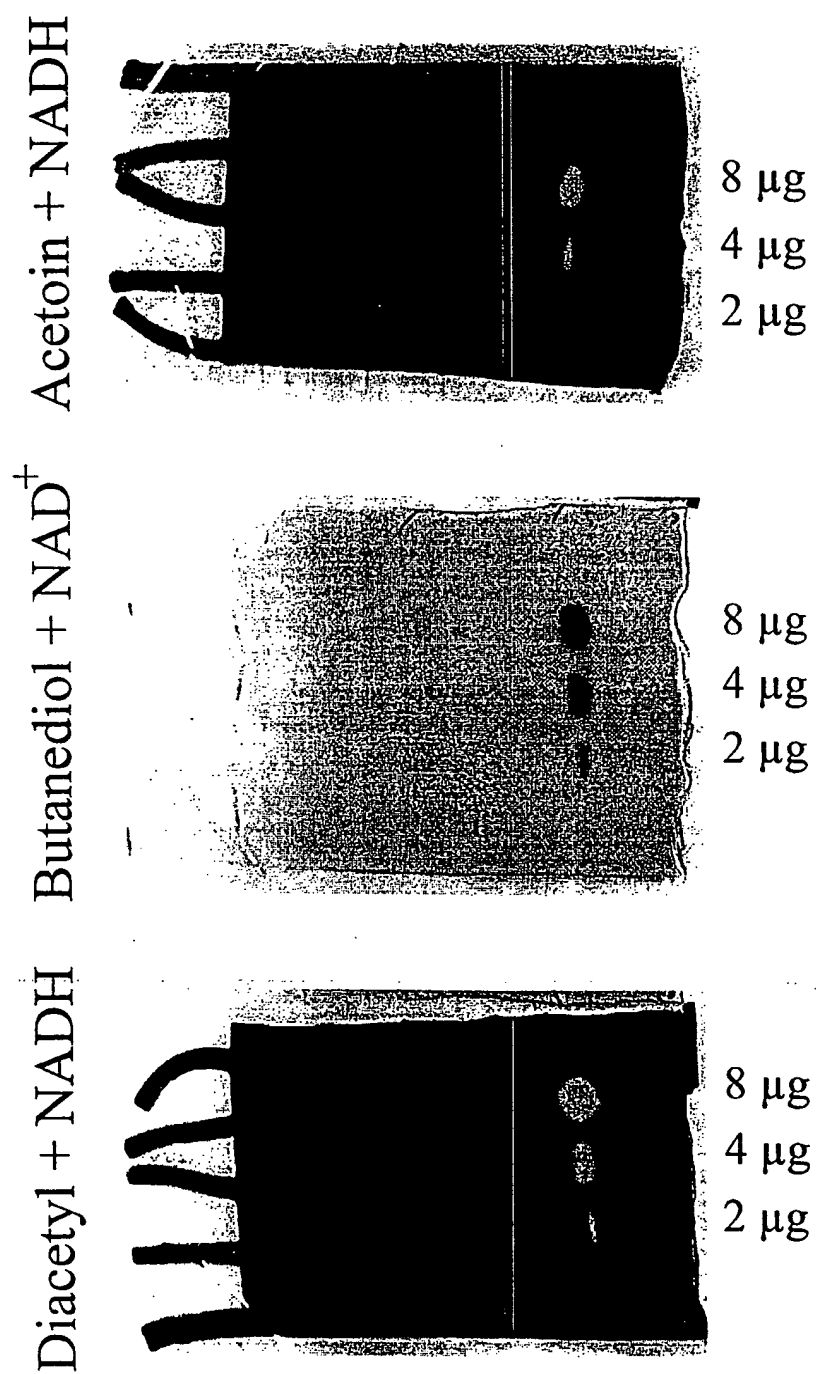 Acetoin + NADH
8 µg
4 µg
2 µg
Butanediol + NAD⁺
8 µg
4 µg
2 µg
Diacetyl + NADH
8 µg
4 µg
2 µg